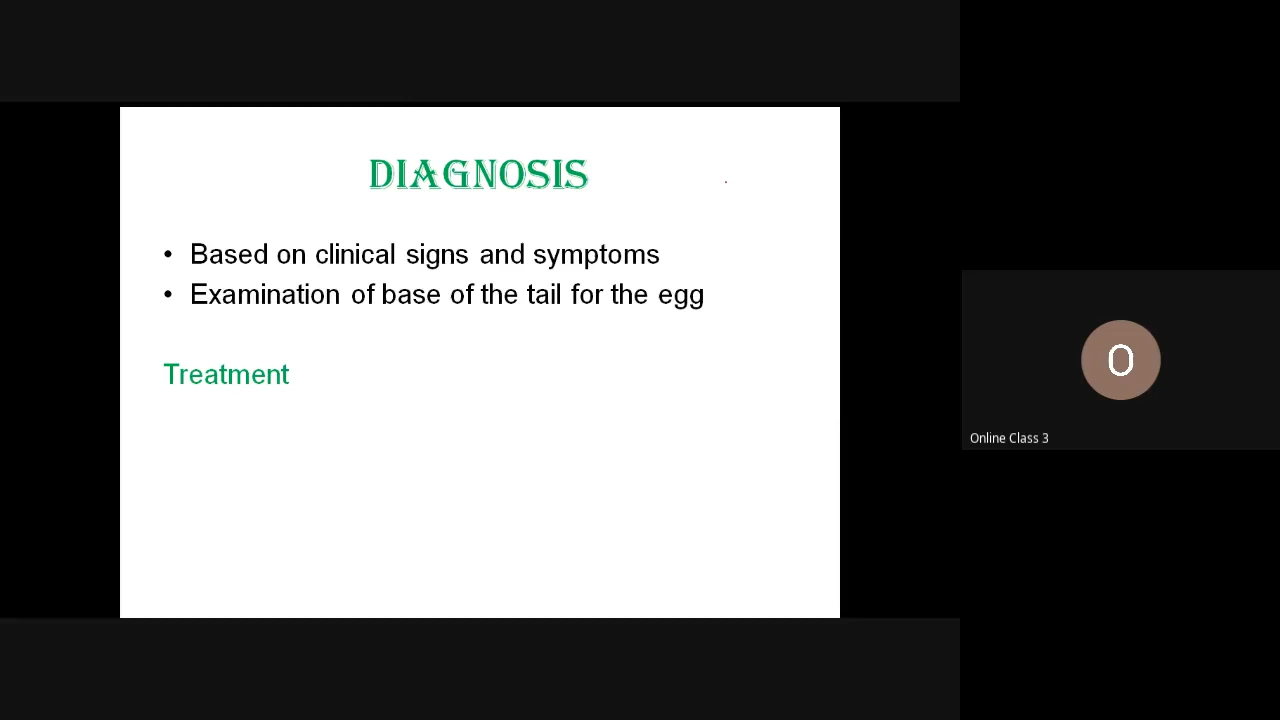 DIAGNOSIS
• Based on clinical signs and symptoms
• Examination of base of the tail for the egg
Treatment
O
Online Class 3